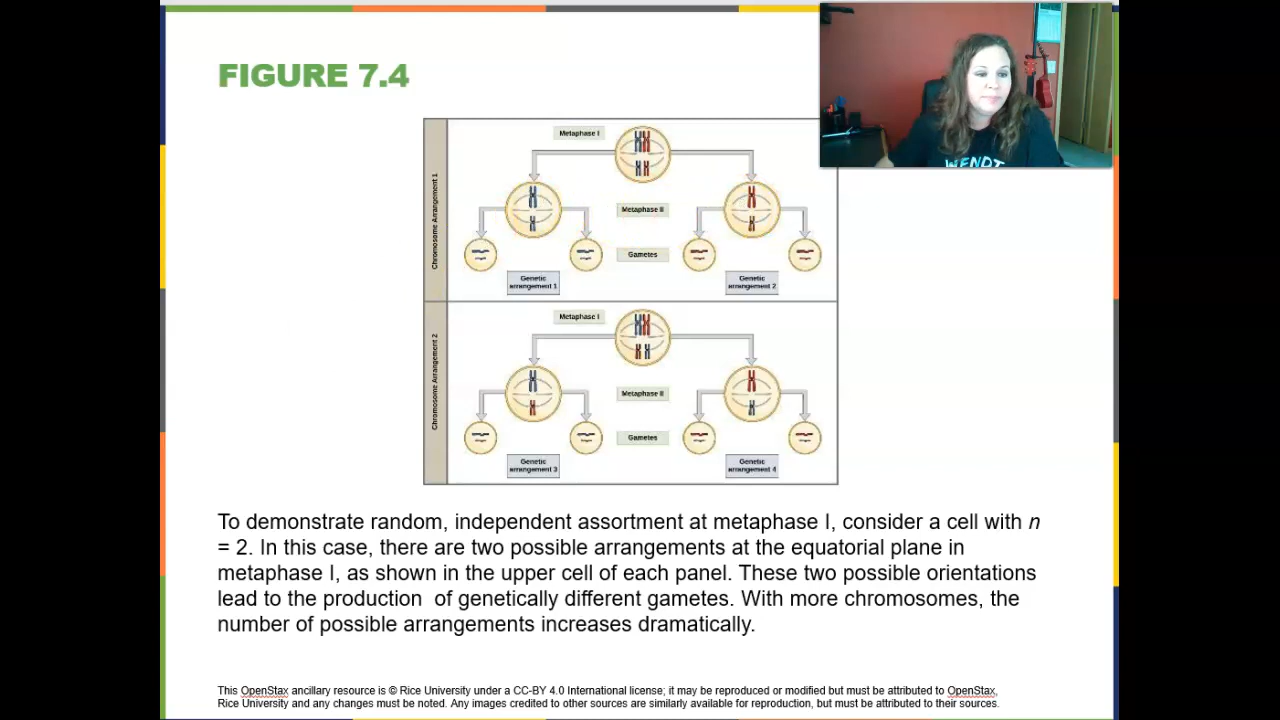 FIGURE 7.4
WENDT
Chromosome Arrangement 1
Metaphase I
Metaphase II
Gametes
Genetic
arrangement 1
Genetic
arrangement 2
Chromosome Arrangement 2
Metaphase I
Metaphase II
Gametes
Genetic
arrangement 3
Genetic
arrangement 4
To demonstrate random, independent assortment at metaphase I, consider a cell with n
= 2. In this case, there are two possible arrangements at the equatorial plane in
metaphase I, as shown in the upper cell of each panel. These two possible orientations
lead to the production  of genetically different gametes. With more chromosomes, the
number of possible arrangements increases dramatically.
This OpenStax ancillary resource is © Rice University under a CC-BY 4.0 International license; it may be reproduced or modified but must be attributed to OpenStax,
Rice University and any changes must be noted. Any images credited to other sources are similarly available for reproduction, but must be attributed to their sources.